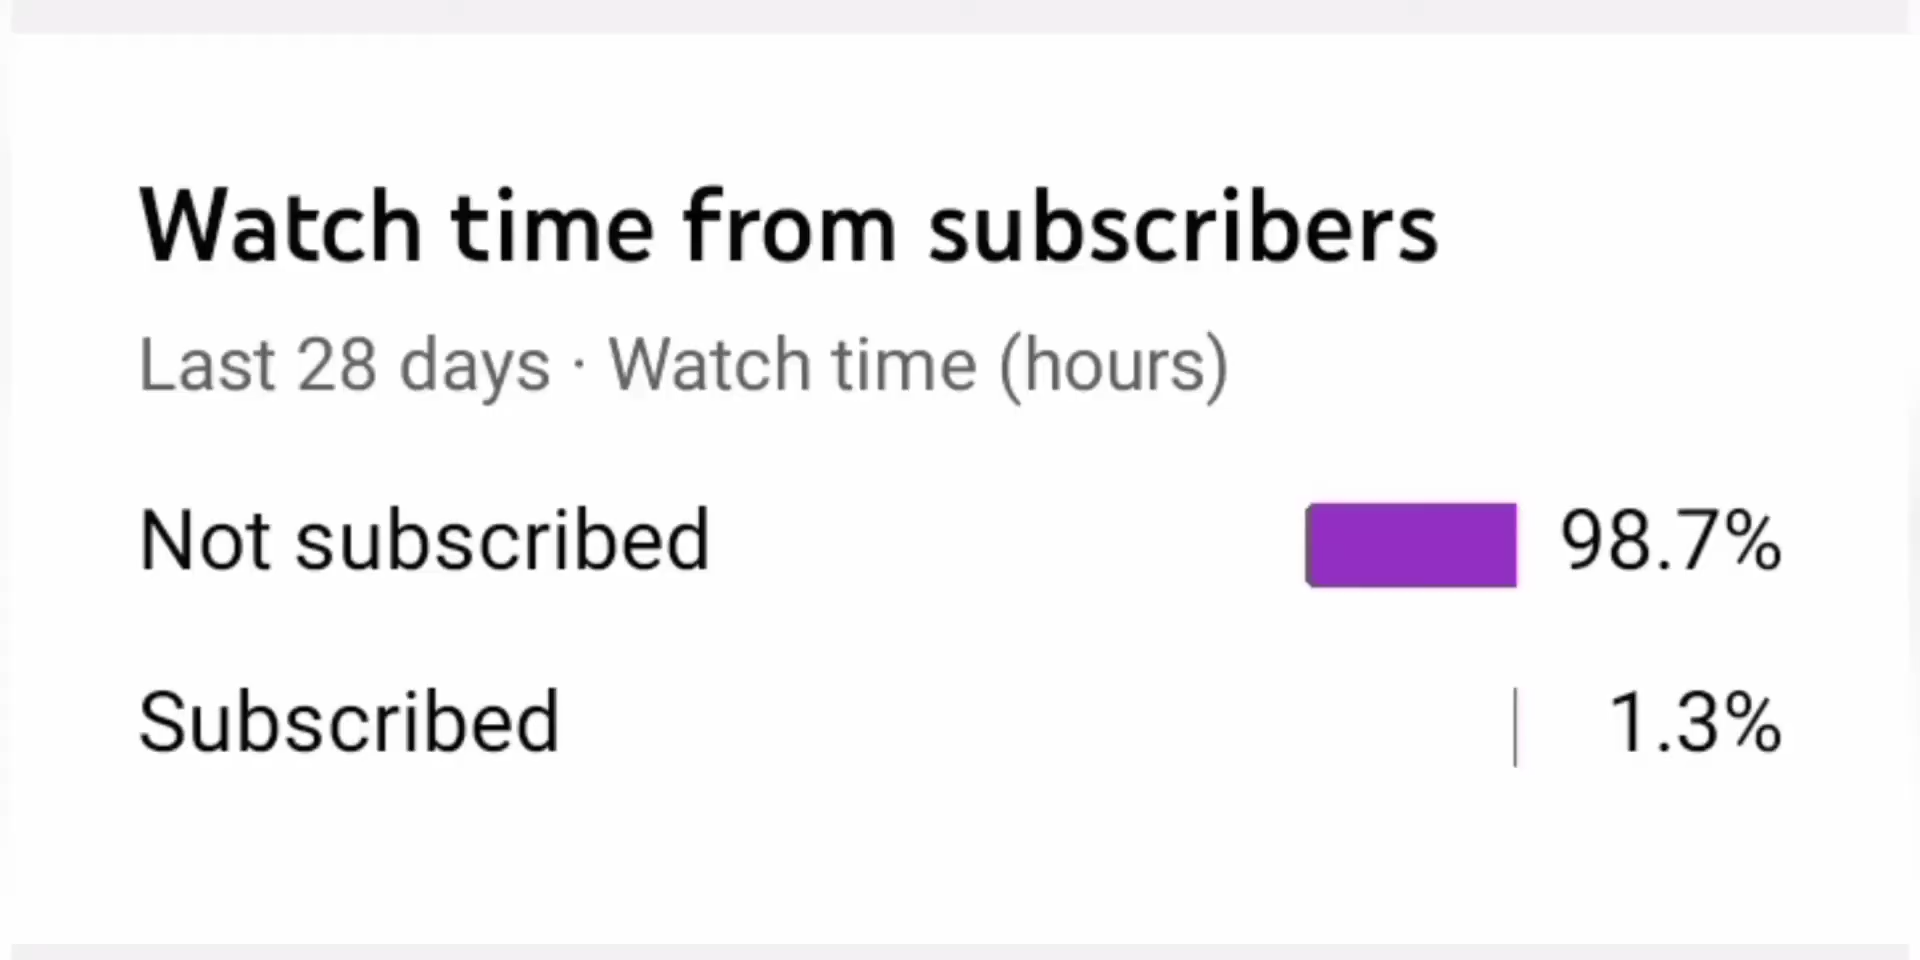 Watch time from subscribers
Last 28 days · Watch time (hours)
Not subscribed 98.7%
Subscribed 1.3%